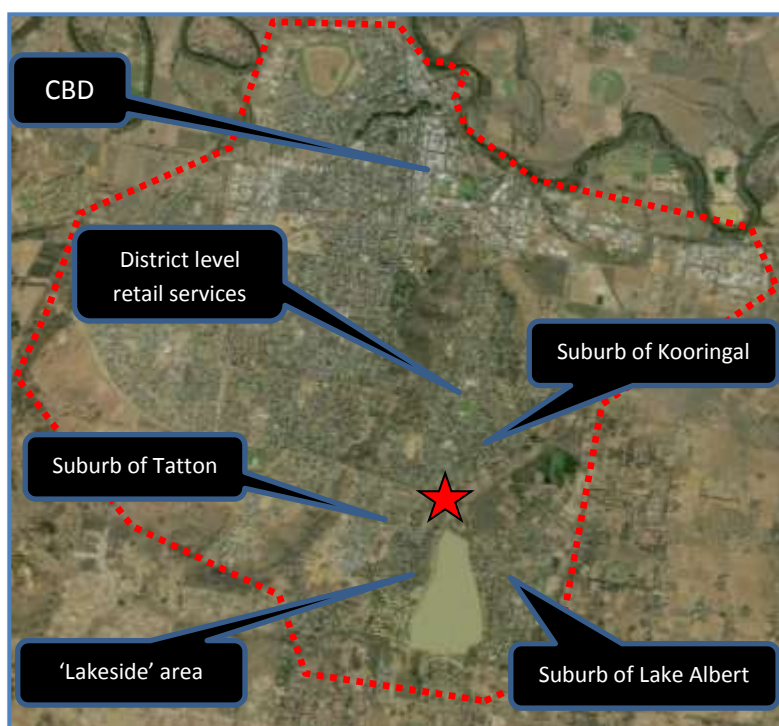 CBD
District level
retail services
Suburb of Kooringal
Suburb of Tatton
‘Lakeside’ area
Suburb of Lake Albert